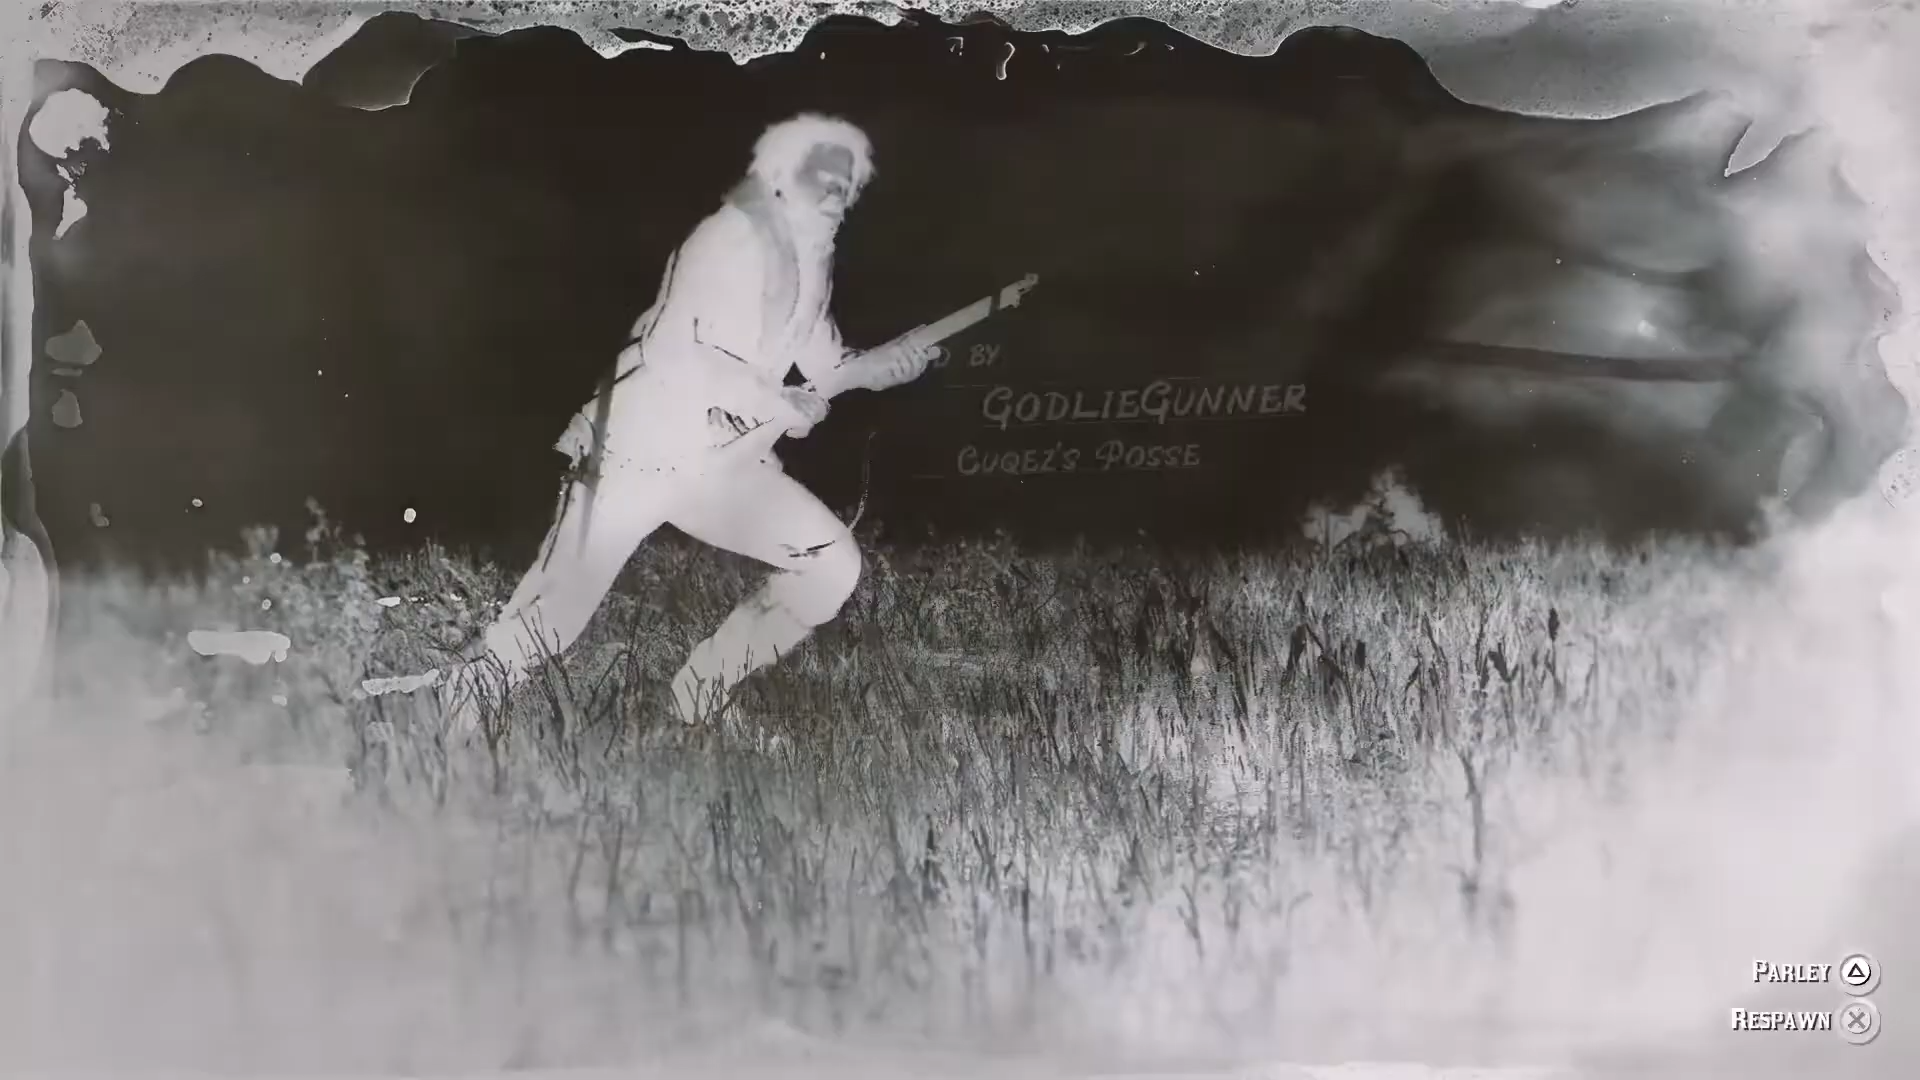 D BY
GodlieGunner
Cuqez's Posse
Parley
Respawn